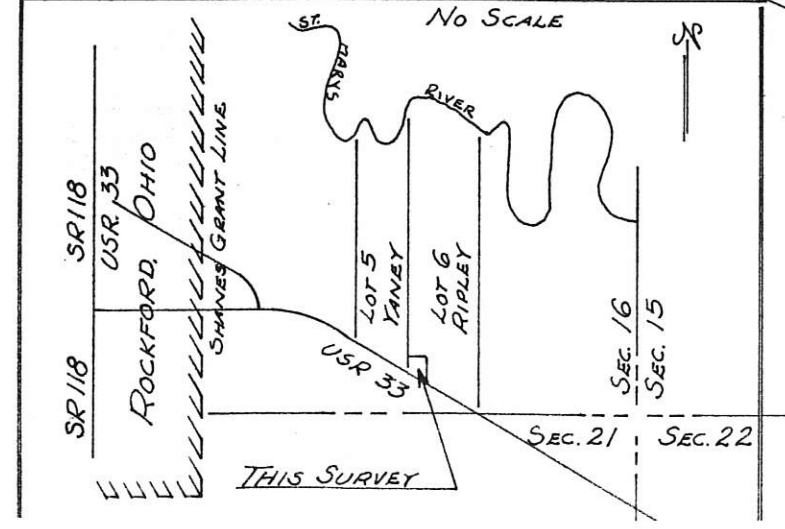 No SCALE
N
ST.
MARYS
RIVER
SR118
USR. 33
ROCKFORD, OHIO
SHANES GRANT LINE
LOT 5
YANEY
LOT 6
RIPLEY
SEC. 16
SEC. 15
SR118
USR 33
SEC. 21
SEC. 22
THIS SURVEY